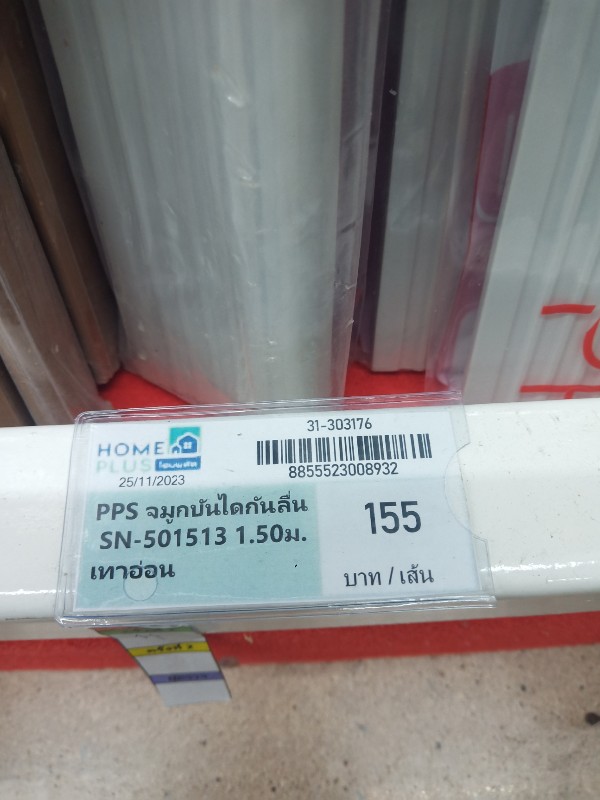 31-303176
HOME
PLUS โฮมพลัส
8855523008932
25/11/2023
PPS จมูกบันไดกันลื่น
SN-501513 1.50ม.
เทาอ่อน
155
บาท / เส้น